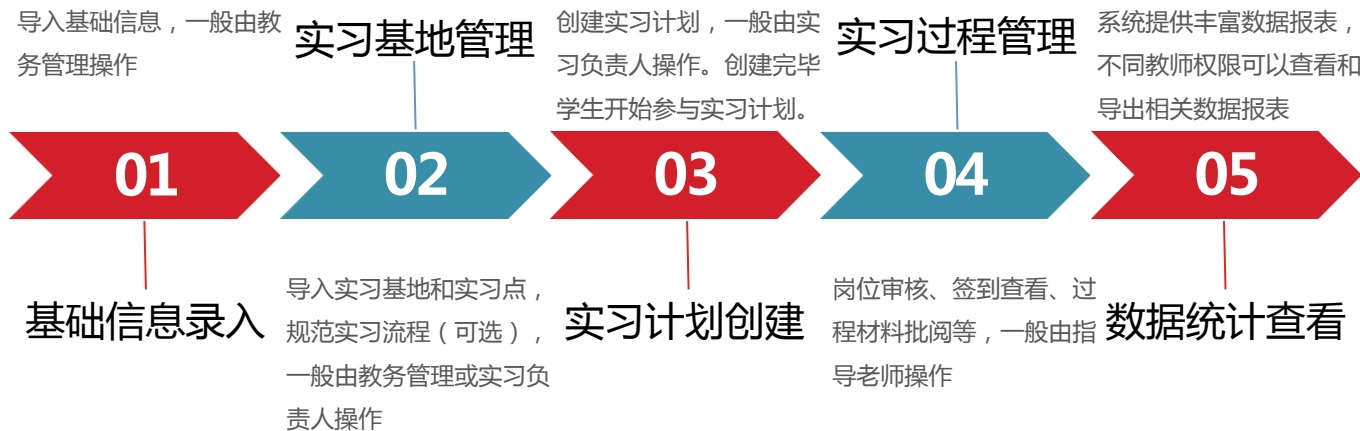 导入基础信息，一般由教
务管理操作
01
基础信息录入
实习基地管理
02
导入实习基地和实习点，
规范实习流程（可选），
一般由教务管理或实习负
责人操作
创建实习计划，一般由实
习负责人操作。创建完毕
学生开始参与实习计划。
03
实习计划创建
实习过程管理
04
岗位审核、签到查看、过
程材料批阅等，一般由指
导老师操作
系统提供丰富数据报表，
不同教师权限可以查看和
导出相关数据报表
05
数据统计查看